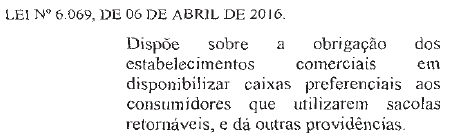 LEI Nº 6.069, DE 06 DE ABRIL DE 2016.
Dispõe sobre a obrigação dos
estabelecimentos comerciais em
disponibilizar caixas preferenciais aos
consumidores que utilizarem sacolas
retornáveis, e dá outras providências.